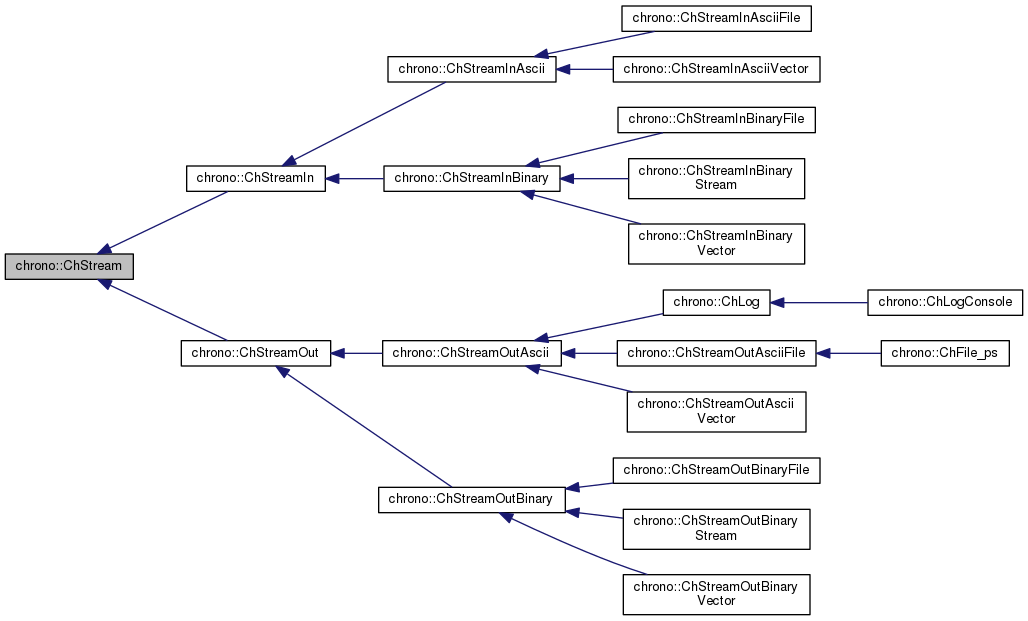 chrono::ChStreamInAsciiFile
chrono::ChStreamInAscii
chrono::ChStreamInAsciiVector
chrono::ChStreamInBinaryFile
chrono::ChStreamIn
chrono::ChStreamInBinary
chrono::ChStreamInBinary
Stream
chrono::ChStreamInBinary
Vector
chrono::ChStream
chrono::ChLog
chrono::ChLogConsole
chrono::ChStreamOut
chrono::ChStreamOutAscii
chrono::ChStreamOutAsciiFile
chrono::ChFile_ps
chrono::ChStreamOutAscii
Vector
chrono::ChStreamOutBinaryFile
chrono::ChStreamOutBinary
chrono::ChStreamOutBinary
Stream
chrono::ChStreamOutBinary
Vector